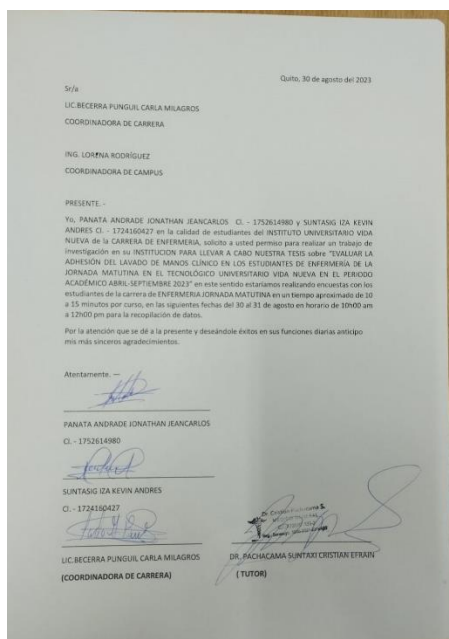 Quito, 30 de agosto del 2023
Sr/a
LIC.BECERRA PUNGUIL CARLA MILAGROS
COORDINADORA DE CARRERA
ING. LORENA RODRÍGUEZ
COORDINADORA DE CAMPUS
PRESENTE. -
Yo, PANATA ANDRADE JONATHAN JEANCARLOS CI. - 1752614980 y SUNTASIG IZA KEVIN
ANDRES CI. - 1724160427 en la calidad de estudiantes del INSTITUTO UNIVERSITARIO VIDA
NUEVA de la CARRERA DE ENFERMERIA, solicito a usted permiso para realizar un trabajo de
investigación en su INSTITUCION PARA LLEVAR A CABO NUESTRA TESIS sobre "EVALUAR LA
ADHESIÓN DEL LAVADO DE MANOS CLÍNICO EN LOS ESTUDIANTES DE ENFERMERÍA DE LA
JORNADA MATUTINA EN EL TECNOLÓGICO UNIVERSITARIO VIDA NUEVA EN EL PERIODO
ACADÉMICO ABRIL-SEPTIEMBRE 2023" en este sentido estaríamos realizando encuestas con los
estudiantes de la carrera de ENFERMERIA JORNADA MATUTINA en un tiempo aproximado de 10
a 15 minutos por curso, en las siguientes fechas del 30 al 31 de agosto en horario de 10h00 am
a 12h00 pm para la recopilación de datos.
Por la atención que se dé a la presente y deseándole éxitos en sus funciones diarias anticipo
mis más sinceros agradecimientos.
Atentamente. —
PANATA ANDRADE JONATHAN JEANCARLOS
CI. - 1752614980
SUNTASIG IZA KEVIN ANDRES
CI. - 1724160427
LIC.BECERRA PUNGUIL CARLA MILAGROS
(COORDINADORA DE CARRERA)
DR. PACHACAMA SUNTAXI CRISTIAN EFRAIN
( TUTOR)